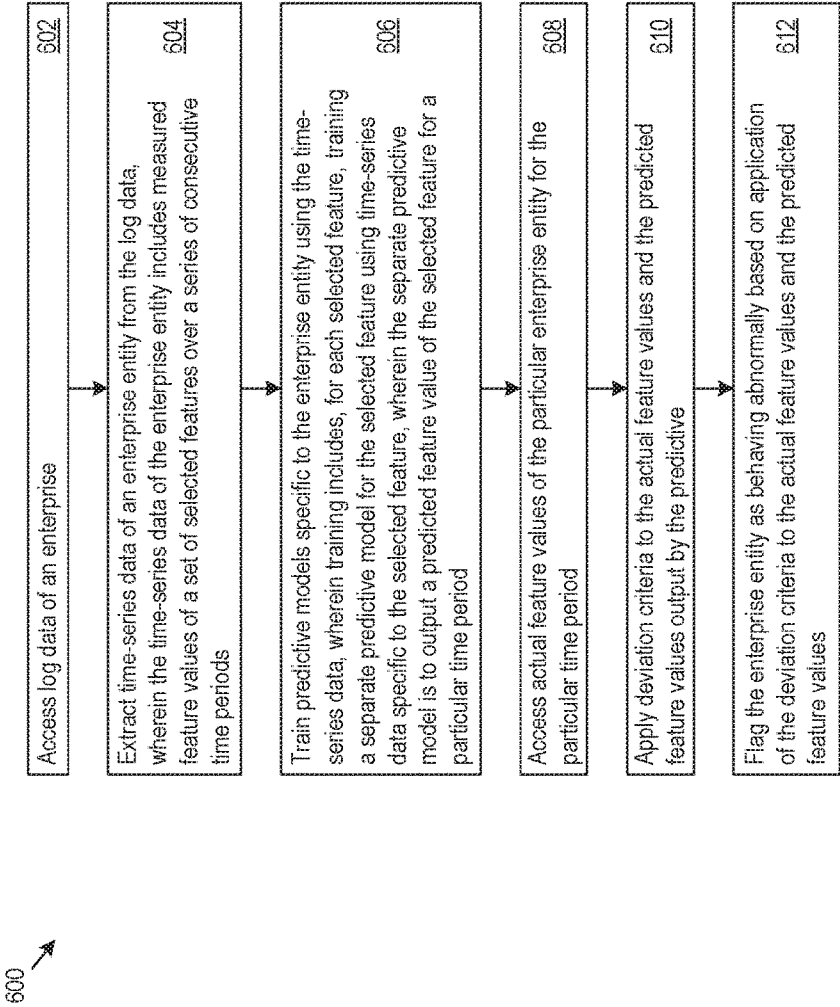 600
Access log data of an enterprise 602
Extract time-series data of an enterprise entity from the log data,
wherein the time-series data of the enterprise entity includes measured 604
feature values of a set of selected features over a series of consecutive
time periods
Train predictive models specific to the enterprise entity using the time-
series data, wherein training includes, for each selected feature, training
a separate predictive model for the selected feature using time-series 606
data specific to the selected feature, wherein the separate predictive
model is to output a predicted feature value of the selected feature for a
particular time period
Access actual feature values of the particular enterprise entity for the 608
particular time period
Apply deviation criteria to the actual feature values and the predicted 610
feature values output by the predictive
Flag the enterprise entity as behaving abnormally based on application
of the deviation criteria to the actual feature values and the predicted 612
feature values